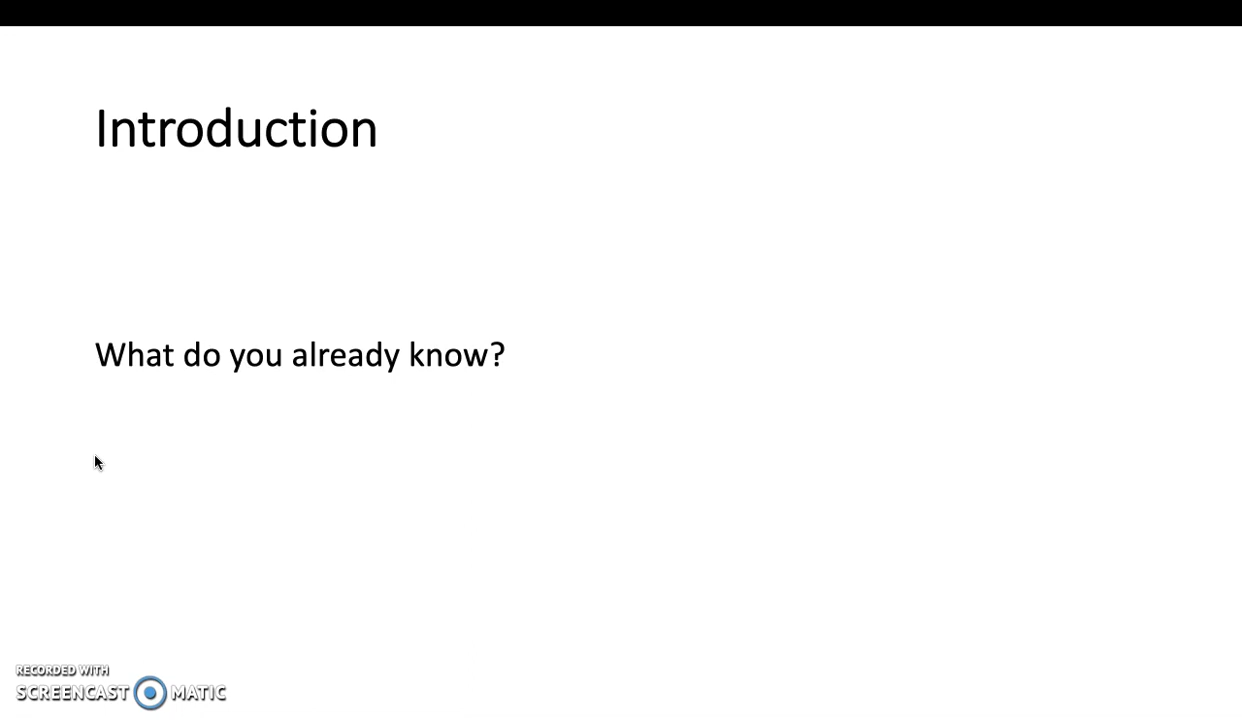 Introduction
What do you already know?
RECORDED WITH
SCREENCAST MATIC